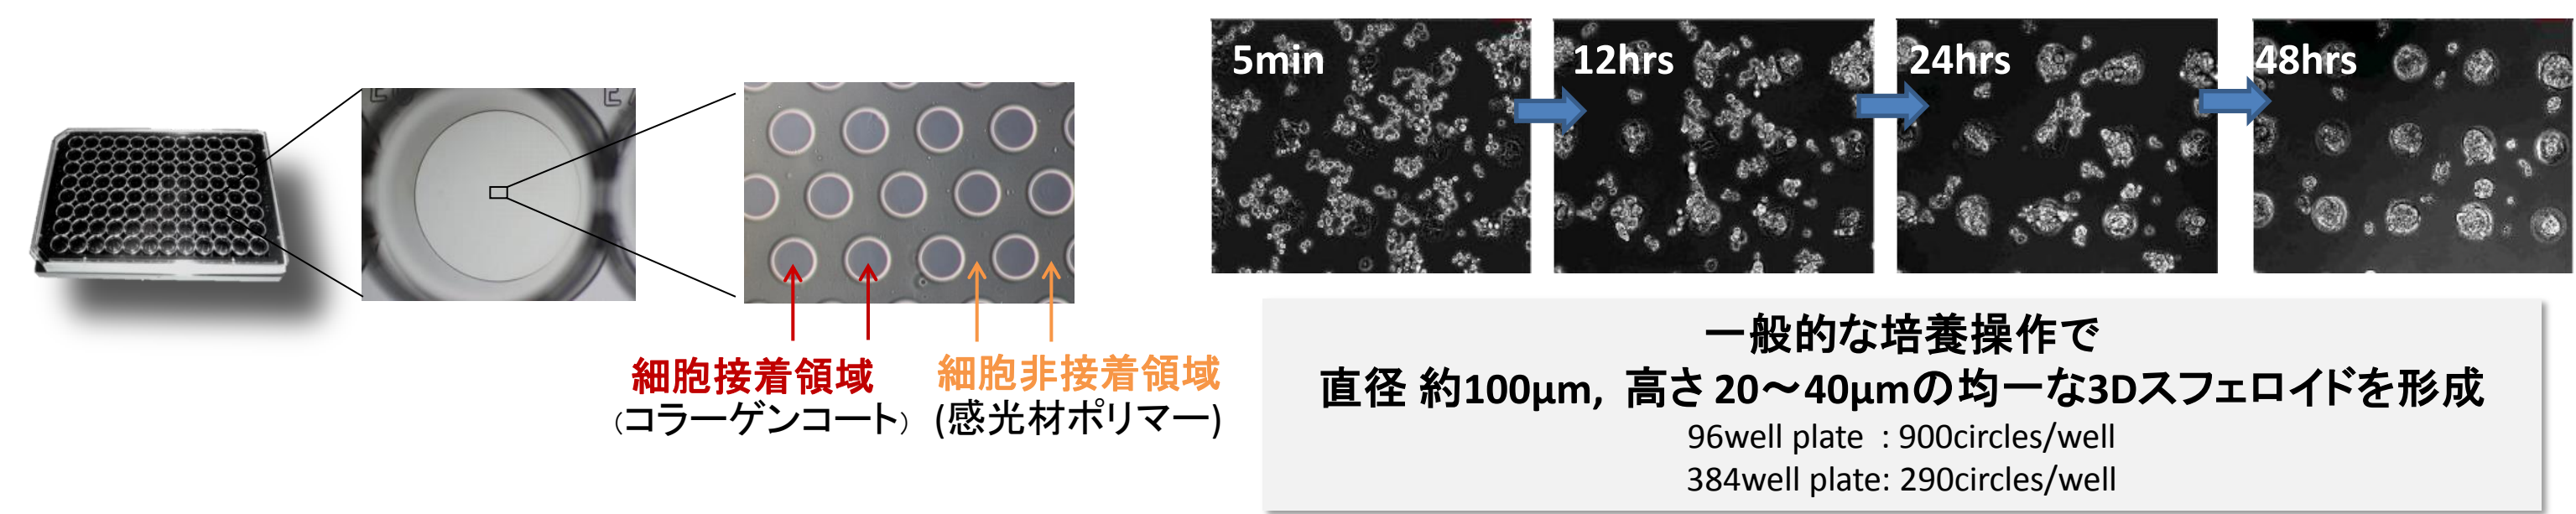 5min
12hrs
24hrs
48hrs
細胞接着領域
（コラーゲンコート）
細胞非接着領域
(感光材ポリマー)
一般的な培養操作で
直径 約100μm, 高さ 20～40μmの均一な3Dスフェロイドを形成
96well plate : 900circles/well
384well plate: 290circles/well